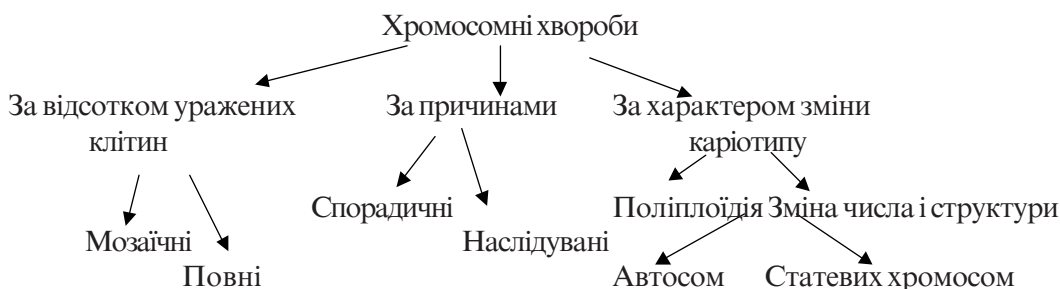 Хромосомні хвороби
За відсотком уражених За причинами За характером зміни
клітин каріотипу
Спорадичні Поліплоїдія Зміна числа і структури
Мозаїчні Наслідувані
Повні Автосом Статевих хромосом